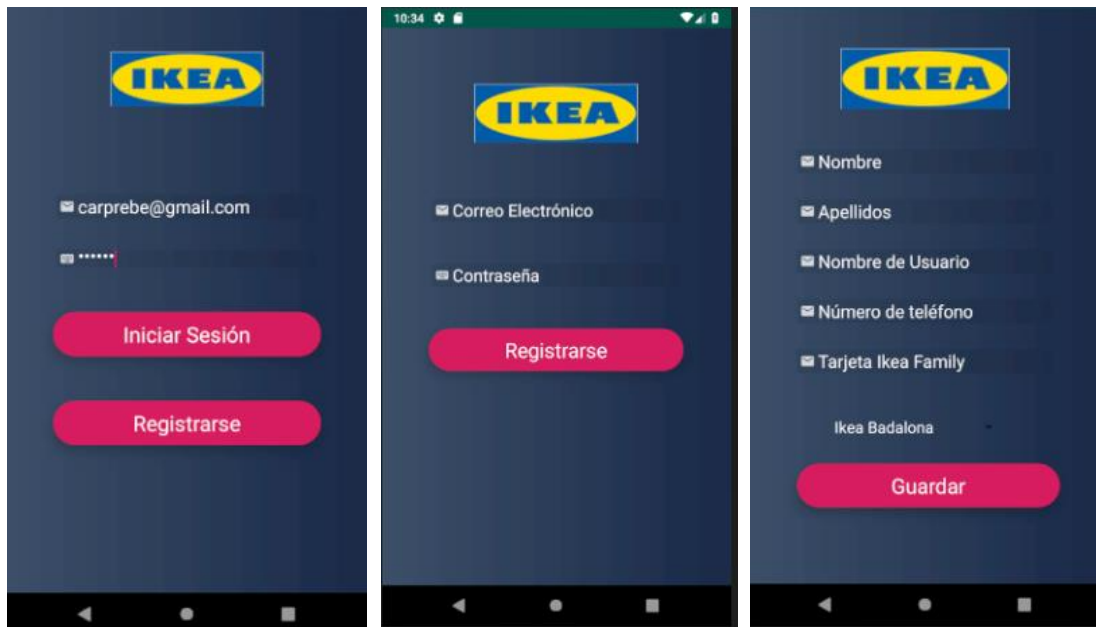 IKEA
carprebe@gmail.com
••••••
Iniciar Sesión
Registrarse
10:34
IKEA
Correo Electrónico
Contraseña
Registrarse
IKEA
Nombre
Apellidos
Nombre de Usuario
Número de teléfono
Tarjeta Ikea Family
Ikea Badalona
Guardar